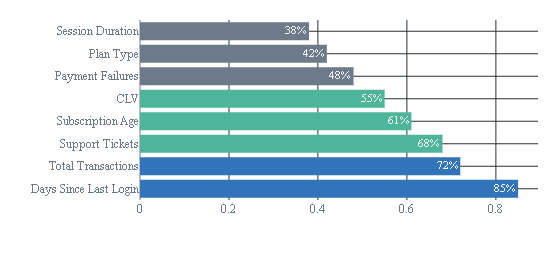 Session Duration 38%
Plan Type 42%
Payment Failures 48%
CLV 55%
Subscription Age 61%
Support Tickets 68%
Total Transactions 72%
Days Since Last Login 85%
0 0.2 0.4 0.6 0.8